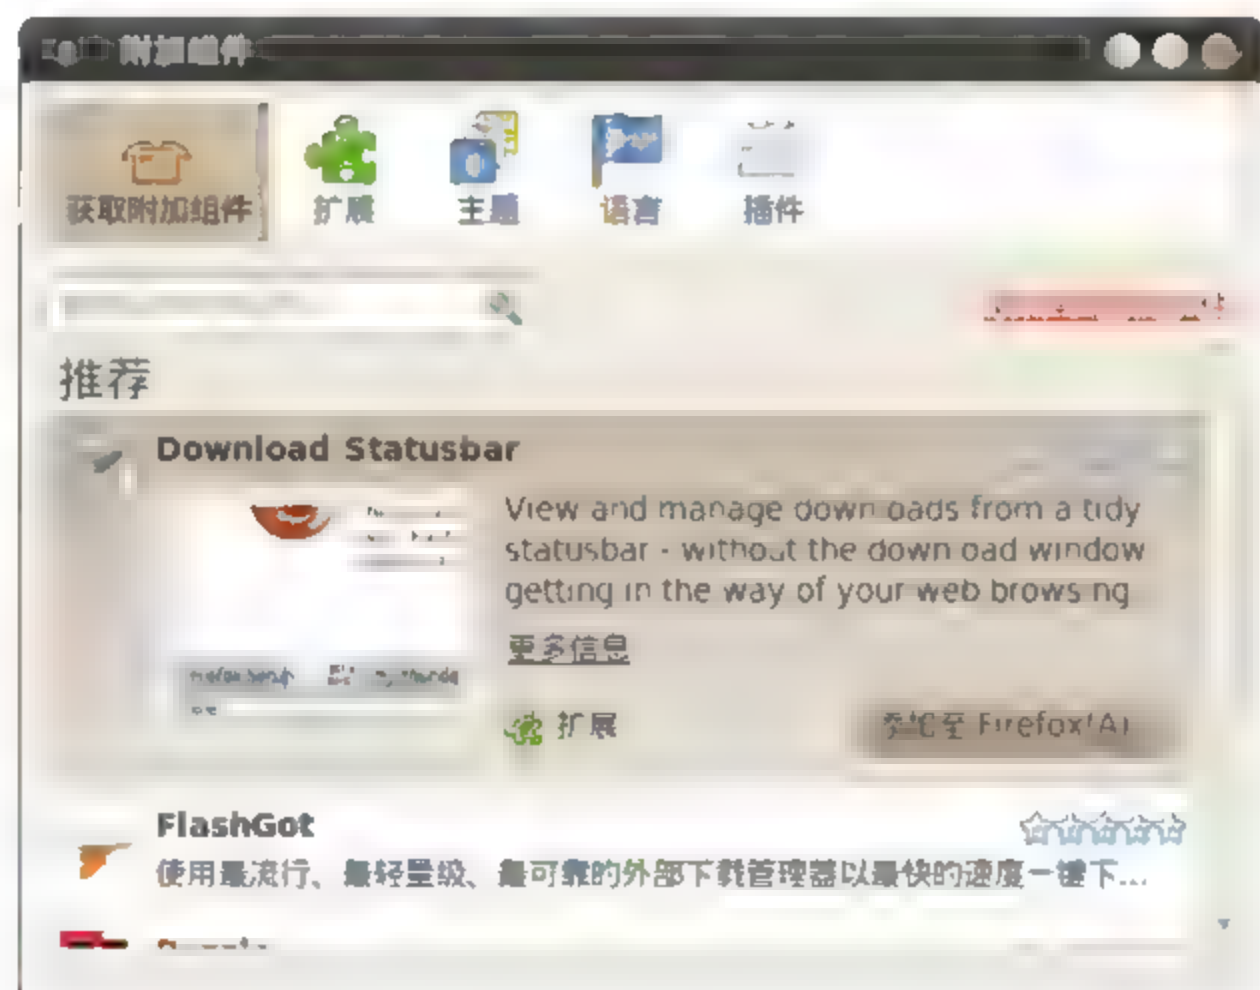 附加组件
获取附加组件 扩展 主题 语言 插件
推荐
Download Statusbar
View and manage downloads from a tidy
statusbar - without the download window
getting in the way of your web browsing
更多信息
扩展 至 Firefox(A)
FlashGot
使用最流行、最轻量级、最可靠的外部下载管理器以最快的速度一键下...